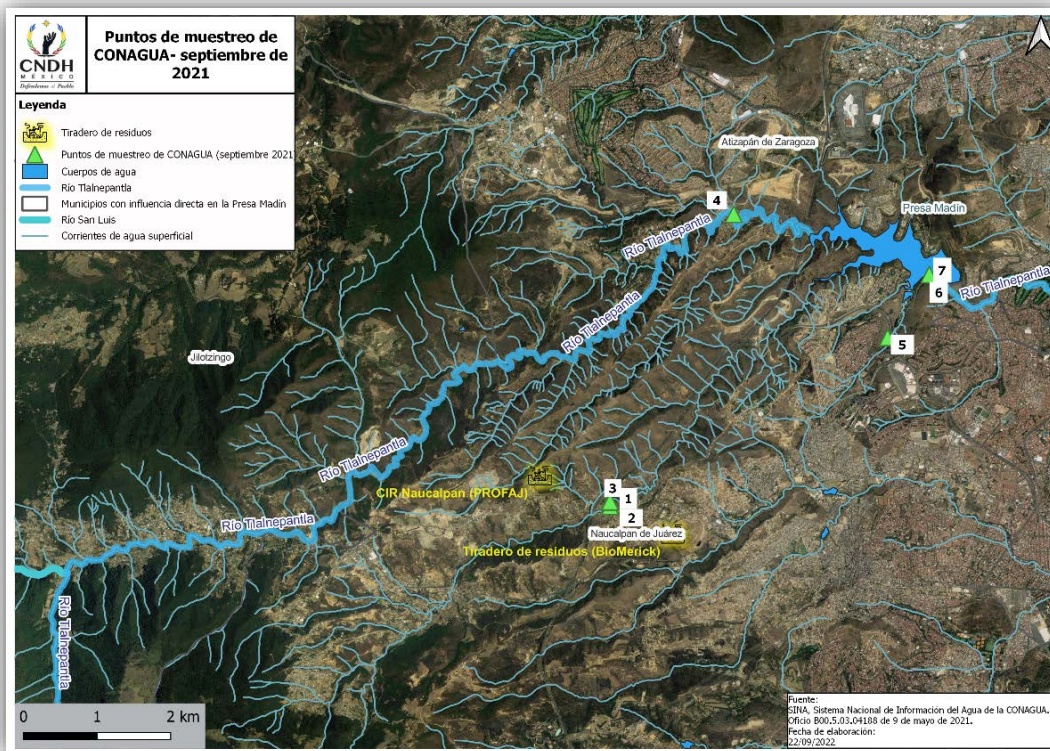 CNDH
MÉXICO
Defendemos al Pueblo
Puntos de muestreo de
CONAGUA- septiembre de
2021
Leyenda
Tiradero de residuos
Puntos de muestreo de CONAGUA (septiembre 2021
Cuerpos de agua
Río Tlalnepantla
Municipios con influencia directa en la Presa Madín
Río San Luis
Corrientes de agua superficial
Atizapán de Zaragoza
4
Río Tlalnepantla
Presa Madín
7
6
Río Tlalnepantla
Río Tlalnepantla
5
Jilotzingo
Río Tlalnepantla
CIR Naucalpan (PROFAJ)
3
1
2
Río Tlalnepantla
Naucalpan de Juárez
Tiradero de residuos (BioMerick)
Río Tlalnepantla
0 1 2 km
Fuente:
SINA, Sistema Nacional de Información del Agua de la CONAGUA.
Oficio B00.5.03.04188 de 9 de mayo de 2021.
Fecha de elaboración:
22/09/2022